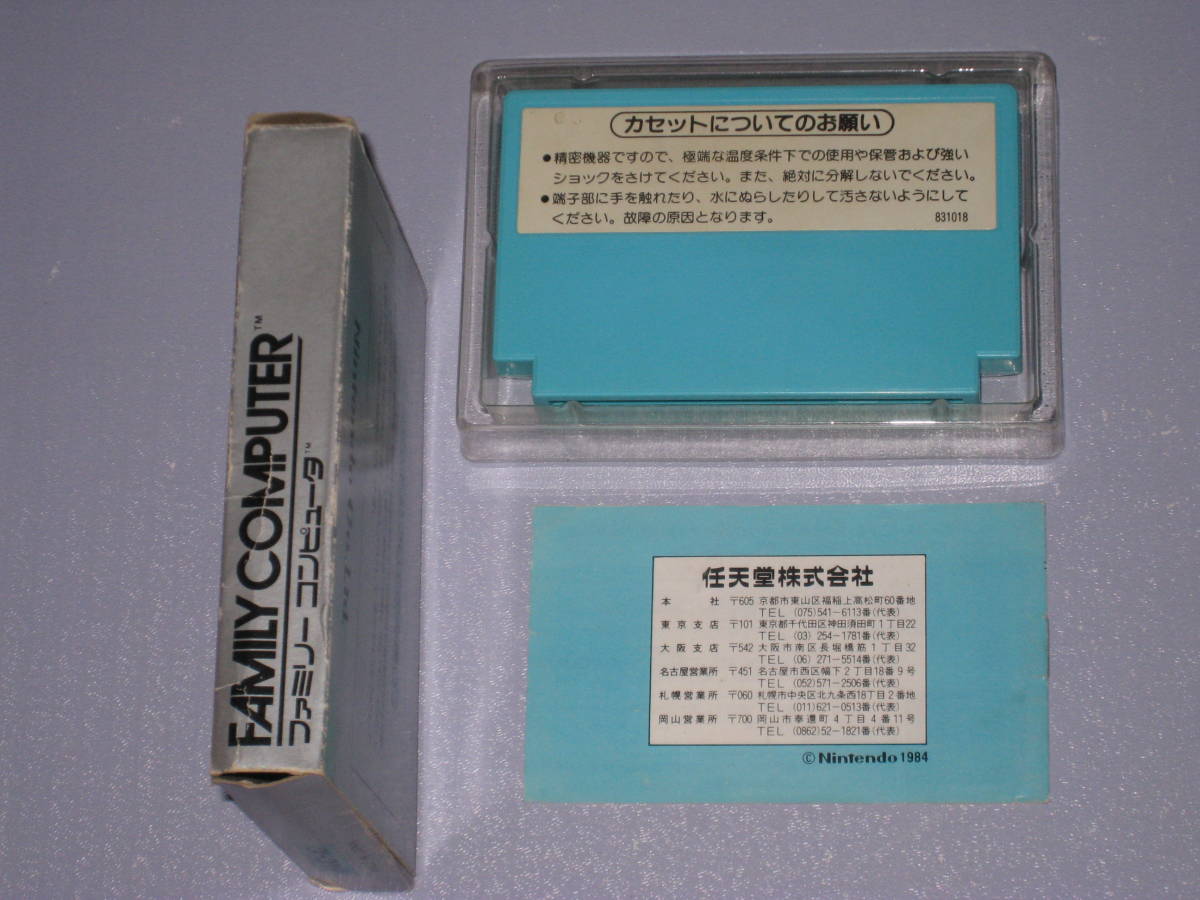 FAMILY COMPUTER™
ファミリー コンピュータ™
カセットについてのお願い
●精密機器ですので、極端な温度条件下での使用や保管および強い
ショックをさけてください。また、絶対に分解しないでください。
●端子部に手を触れたり、水にぬらしたりして汚さないようにして
ください。故障の原因となります。
831018
任天堂株式会社
本社 〒605 京都市東山区福稲上高松町60番地
TEL (075)541-6113番(代表)
東京支店 〒101 東京都千代田区神田須田町1丁目22
TEL (03) 254-1781番(代表)
大阪支店 〒542 大阪市南区長堀橋筋1丁目32
TEL (06) 271-5514番(代表)
名古屋営業所 〒451 名古屋市西区幅下2丁目18番9号
TEL (052)571-2506番(代表)
札幌営業所 〒060 札幌市中央区北九条西18丁目2番地
TEL (011)621-0513番(代表)
岡山営業所 〒700 岡山市奉還町4丁目4番11号
TEL (0862)52-1821番(代表)
©Nintendo 1984